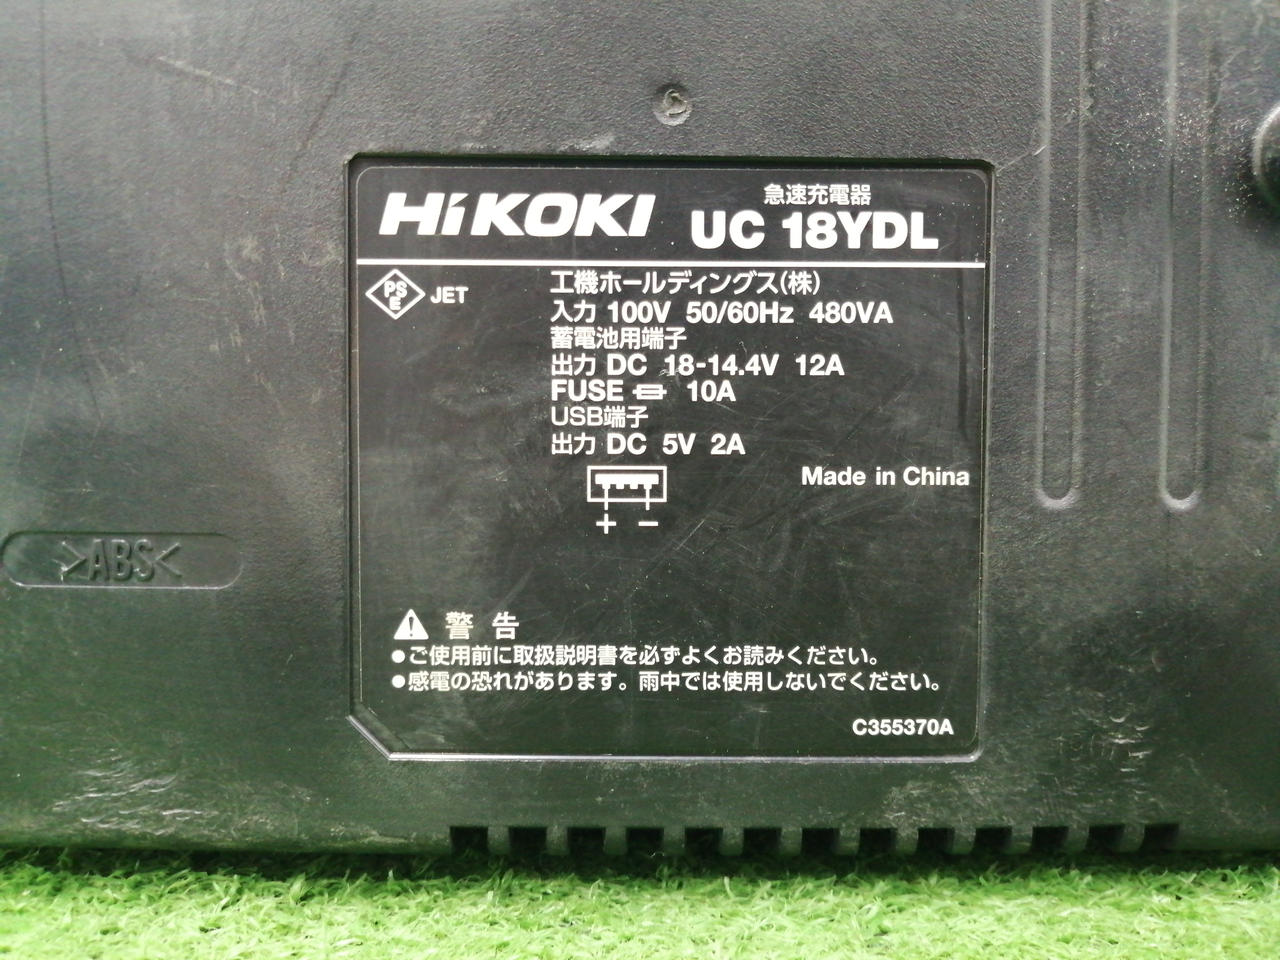 HiKOKI
急速充電器
UC 18YDL
PS
E
JET
工機ホールディングス(株)
入力 100V 50/60Hz 480VA
蓄電池用端子
出力 DC 18-14.4V 12A
FUSE 10A
USB端子
出力 DC 5V 2A
+ −
Made in China
>ABS<
警告
●ご使用前に取扱説明書を必ずよくお読みください。
●感電の恐れがあります。雨中では使用しないでください。
C355370A